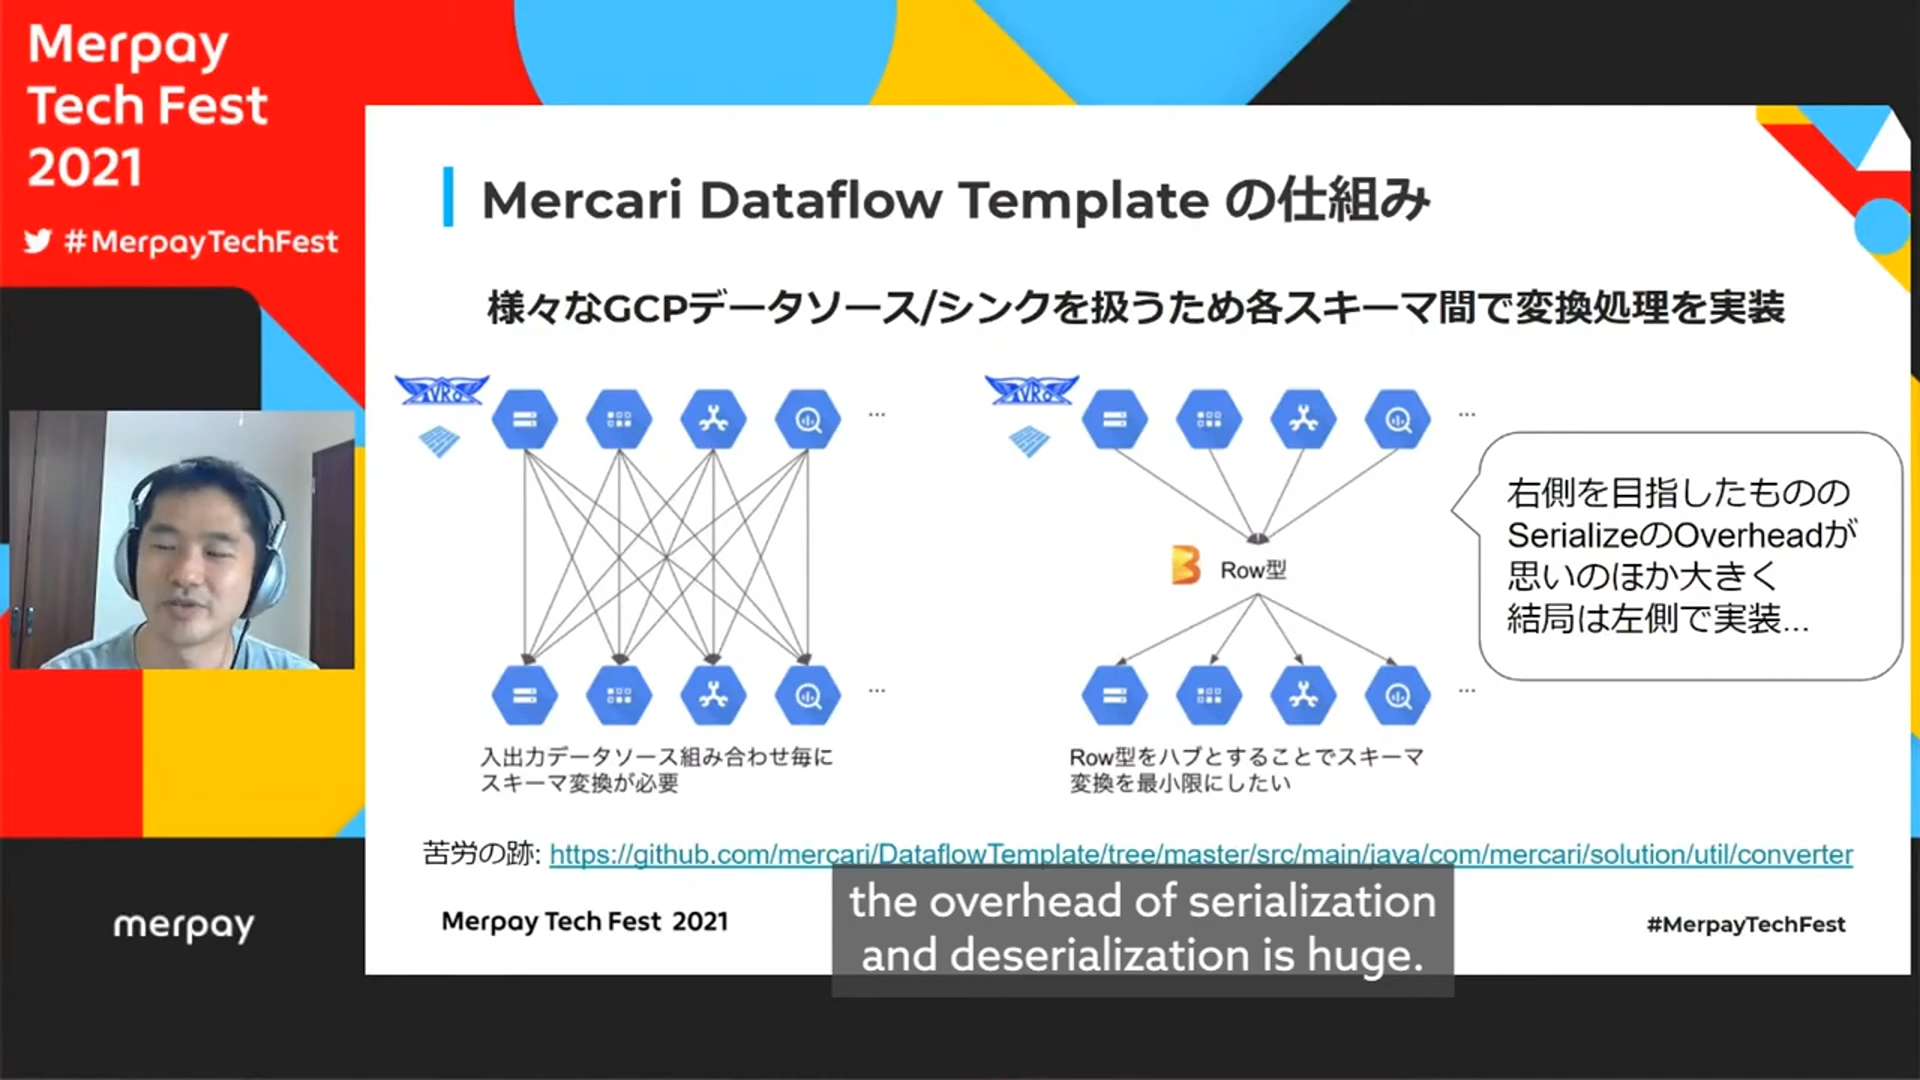 Merpay
Tech Fest
2021
#MerpayTechFest
Mercari Dataflow Template の仕組み
様々なGCPデータソース/シンクを扱うため各スキーマ間で変換処理を実装
AVRO
...
AVRO
...
右側を目指したものの
SerializeのOverheadが
思いのほか大きく
結局は左側で実装...
Row型
...
...
入出力データソース組み合わせ毎に
スキーマ変換が必要
Row型をハブとすることでスキーマ
変換を最小限にしたい
苦労の跡: https://github.com/mercari/DataflowTemplate/tree/master/src/main/java/com/mercari/solution/util/converter
the overhead of serialization
and deserialization is huge.
merpay
Merpay Tech Fest 2021
#MerpayTechFest